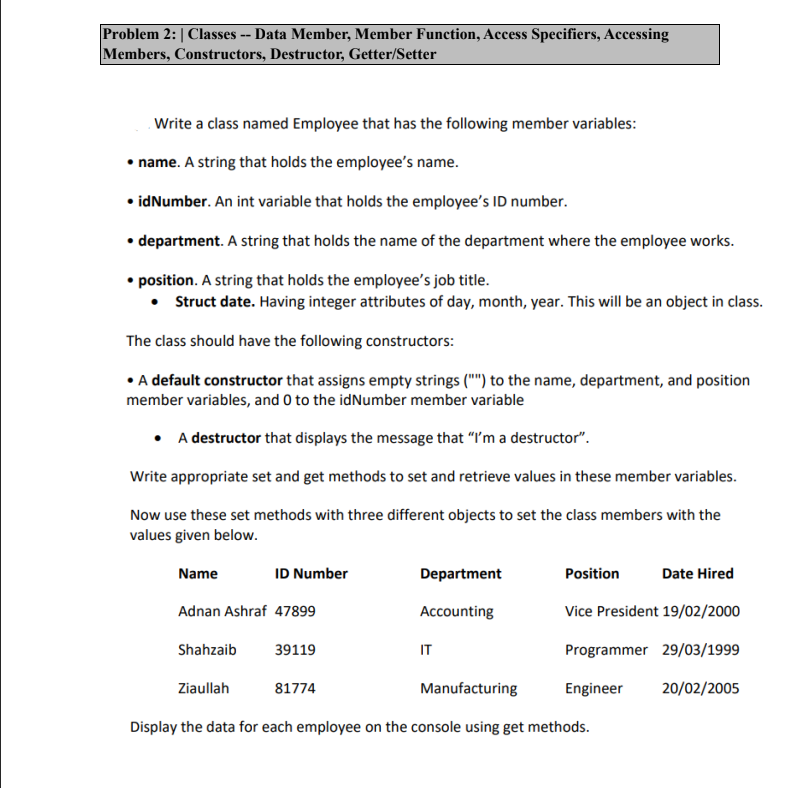 Problem 2: | Classes -- Data Member, Member Function, Access Specifiers, Accessing
Members, Constructors, Destructor, Getter/Setter
Write a class named Employee that has the following member variables:
• name. A string that holds the employee’s name.
• idNumber. An int variable that holds the employee’s ID number.
• department. A string that holds the name of the department where the employee works.
• position. A string that holds the employee’s job title.
• Struct date. Having integer attributes of day, month, year. This will be an object in class.
The class should have the following constructors:
• A default constructor that assigns empty strings ("") to the name, department, and position
member variables, and 0 to the idNumber member variable
• A destructor that displays the message that “I’m a destructor”.
Write appropriate set and get methods to set and retrieve values in these member variables.
Now use these set methods with three different objects to set the class members with the
values given below.
Name ID Number Department Position Date Hired
Adnan Ashraf 47899 Accounting Vice President 19/02/2000
Shahzaib 39119 IT Programmer 29/03/1999
Ziaullah 81774 Manufacturing Engineer 20/02/2005
Display the data for each employee on the console using get methods.